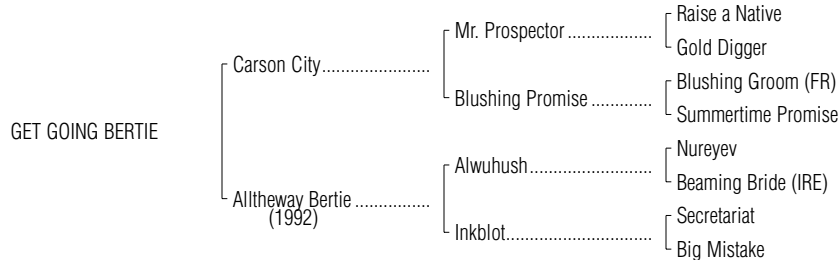 Raise a Native
Mr. Prospector ....................
Gold Digger
Carson City..........................
Blushing Groom (FR)
Blushing Promise ...............
Summertime Promise
GET GOING BERTIE
Nureyev
Alwuhush.............................
Beaming Bride (IRE)
Alltheway Bertie ..................
(1992)
Secretariat
Inkblot...................................
Big Mistake